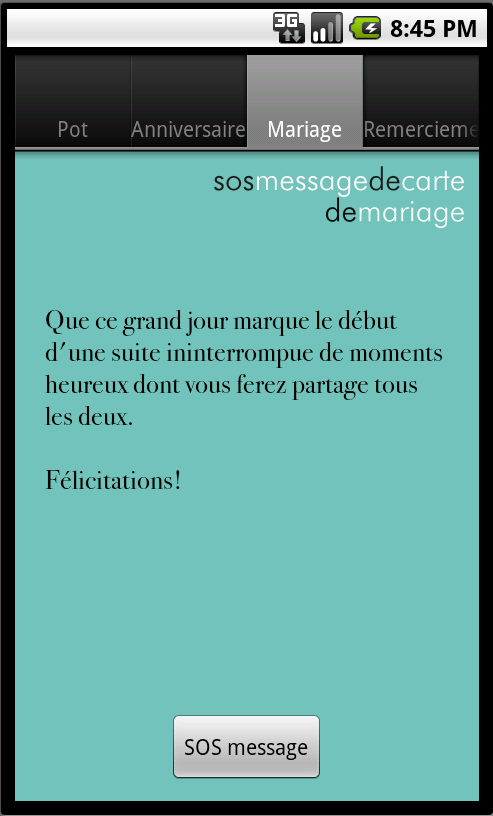 3G 8:45 PM
Pot Anniversaire Mariage Remercieme
sosmessagedecarte
demariage
Que ce grand jour marque le début
d'une suite ininterrompue de moments
heureux dont vous ferez partage tous
les deux.
Félicitations!
SOS message